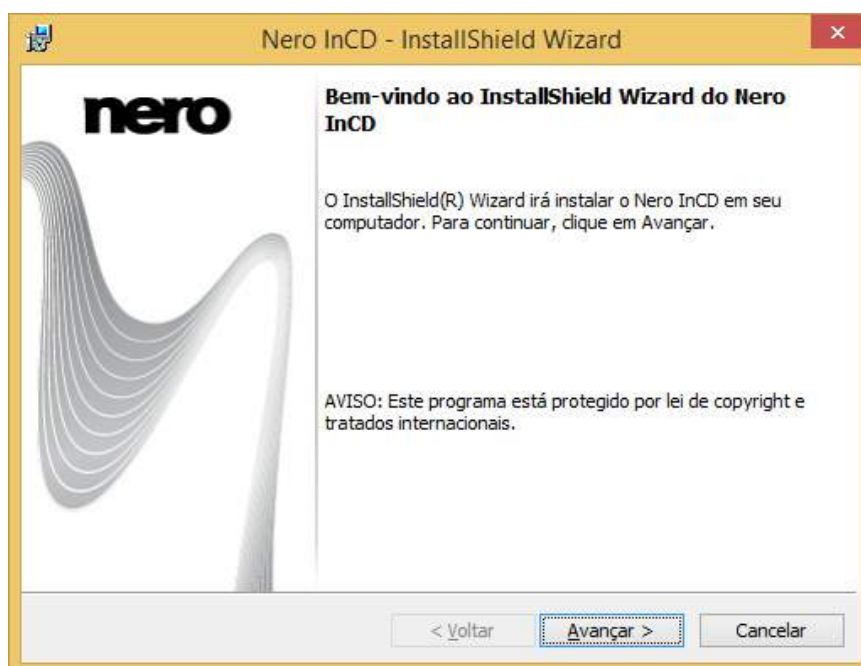 Nero InCD - InstallShield Wizard
nero
Bem-vindo ao InstallShield Wizard do Nero
InCD
O InstallShield(R) Wizard irá instalar o Nero InCD em seu
computador. Para continuar, clique em Avançar.
AVISO: Este programa está protegido por lei de copyright e
tratados internacionais.
< Voltar
Avançar >
Cancelar